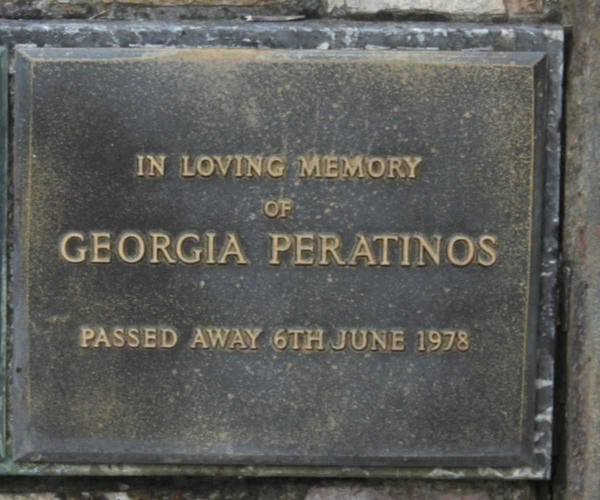 IN LOVING MEMORY
OF
GEORGIA PERATINOS
PASSED AWAY 6TH JUNE 1978